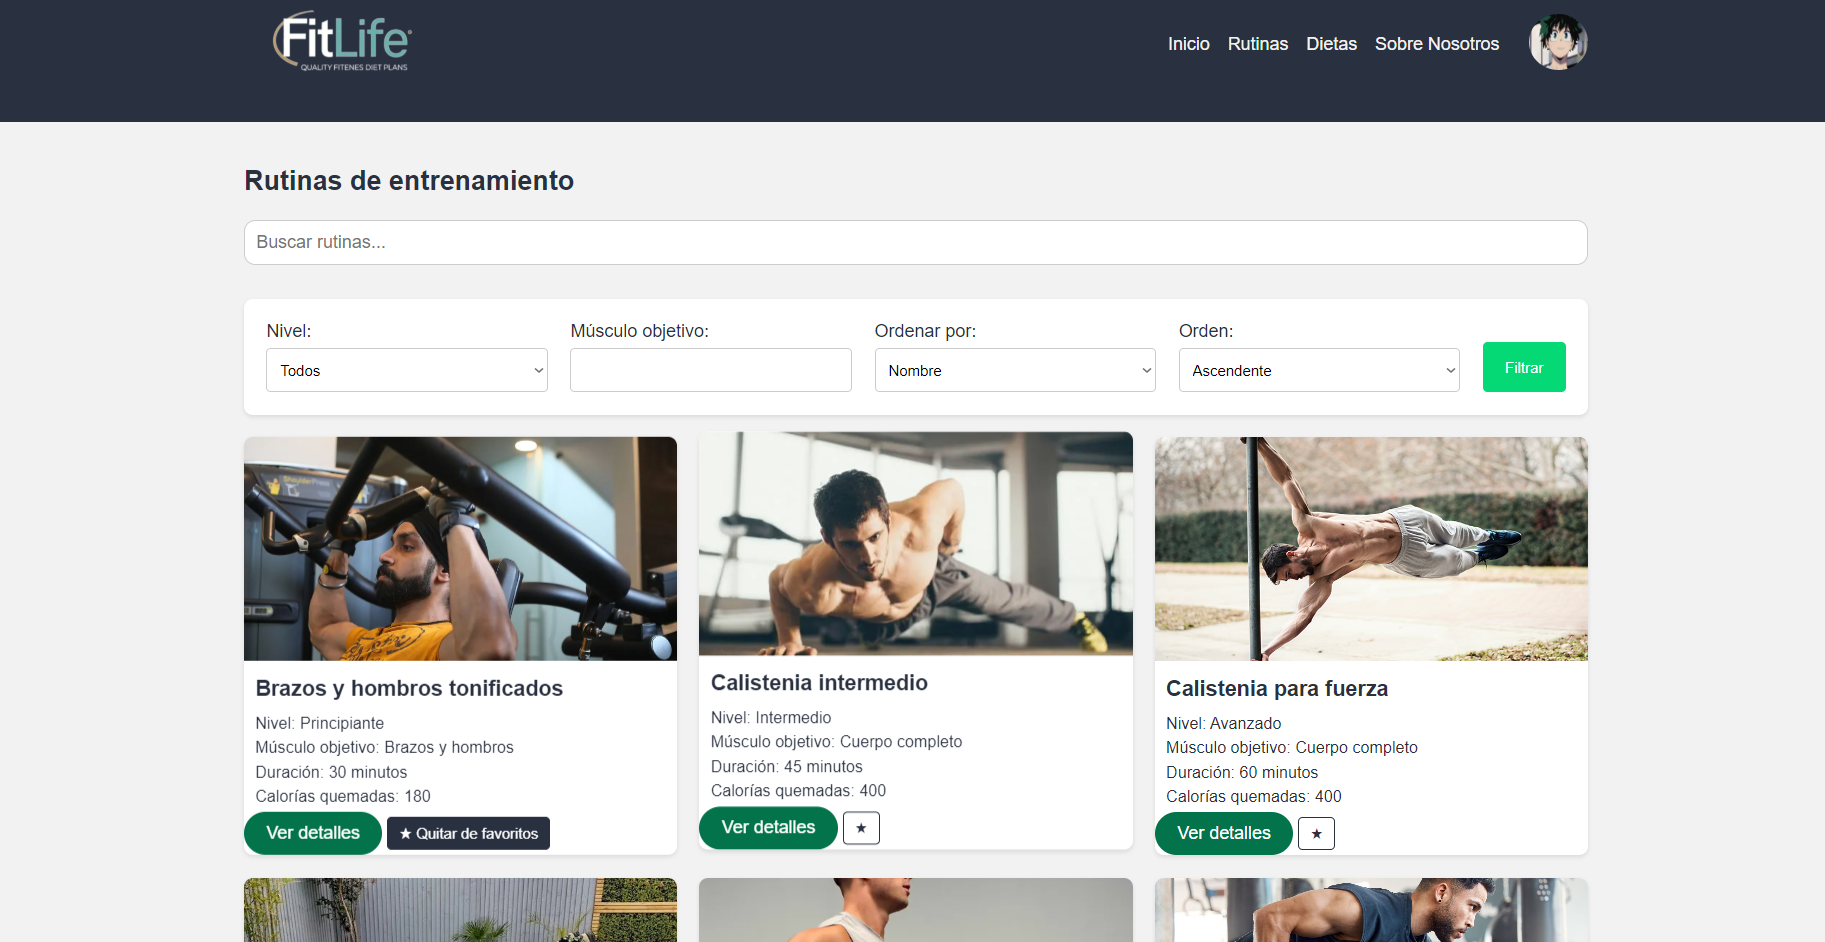 FitLife
QUALITY FITENES DIET PLANS
Inicio Rutinas Dietas Sobre Nosotros
Rutinas de entrenamiento
Buscar rutinas...
Nivel: Músculo objetivo: Ordenar por: Orden:
Todos Nombre Ascendente Filtrar
Brazos y hombros tonificados
Nivel: Principiante
Músculo objetivo: Brazos y hombros
Duración: 30 minutos
Calorías quemadas: 180
Ver detalles ★ Quitar de favoritos
Calistenia intermedio
Nivel: Intermedio
Músculo objetivo: Cuerpo completo
Duración: 45 minutos
Calorías quemadas: 400
Ver detalles ★
Calistenia para fuerza
Nivel: Avanzado
Músculo objetivo: Cuerpo completo
Duración: 60 minutos
Calorías quemadas: 400
Ver detalles ★